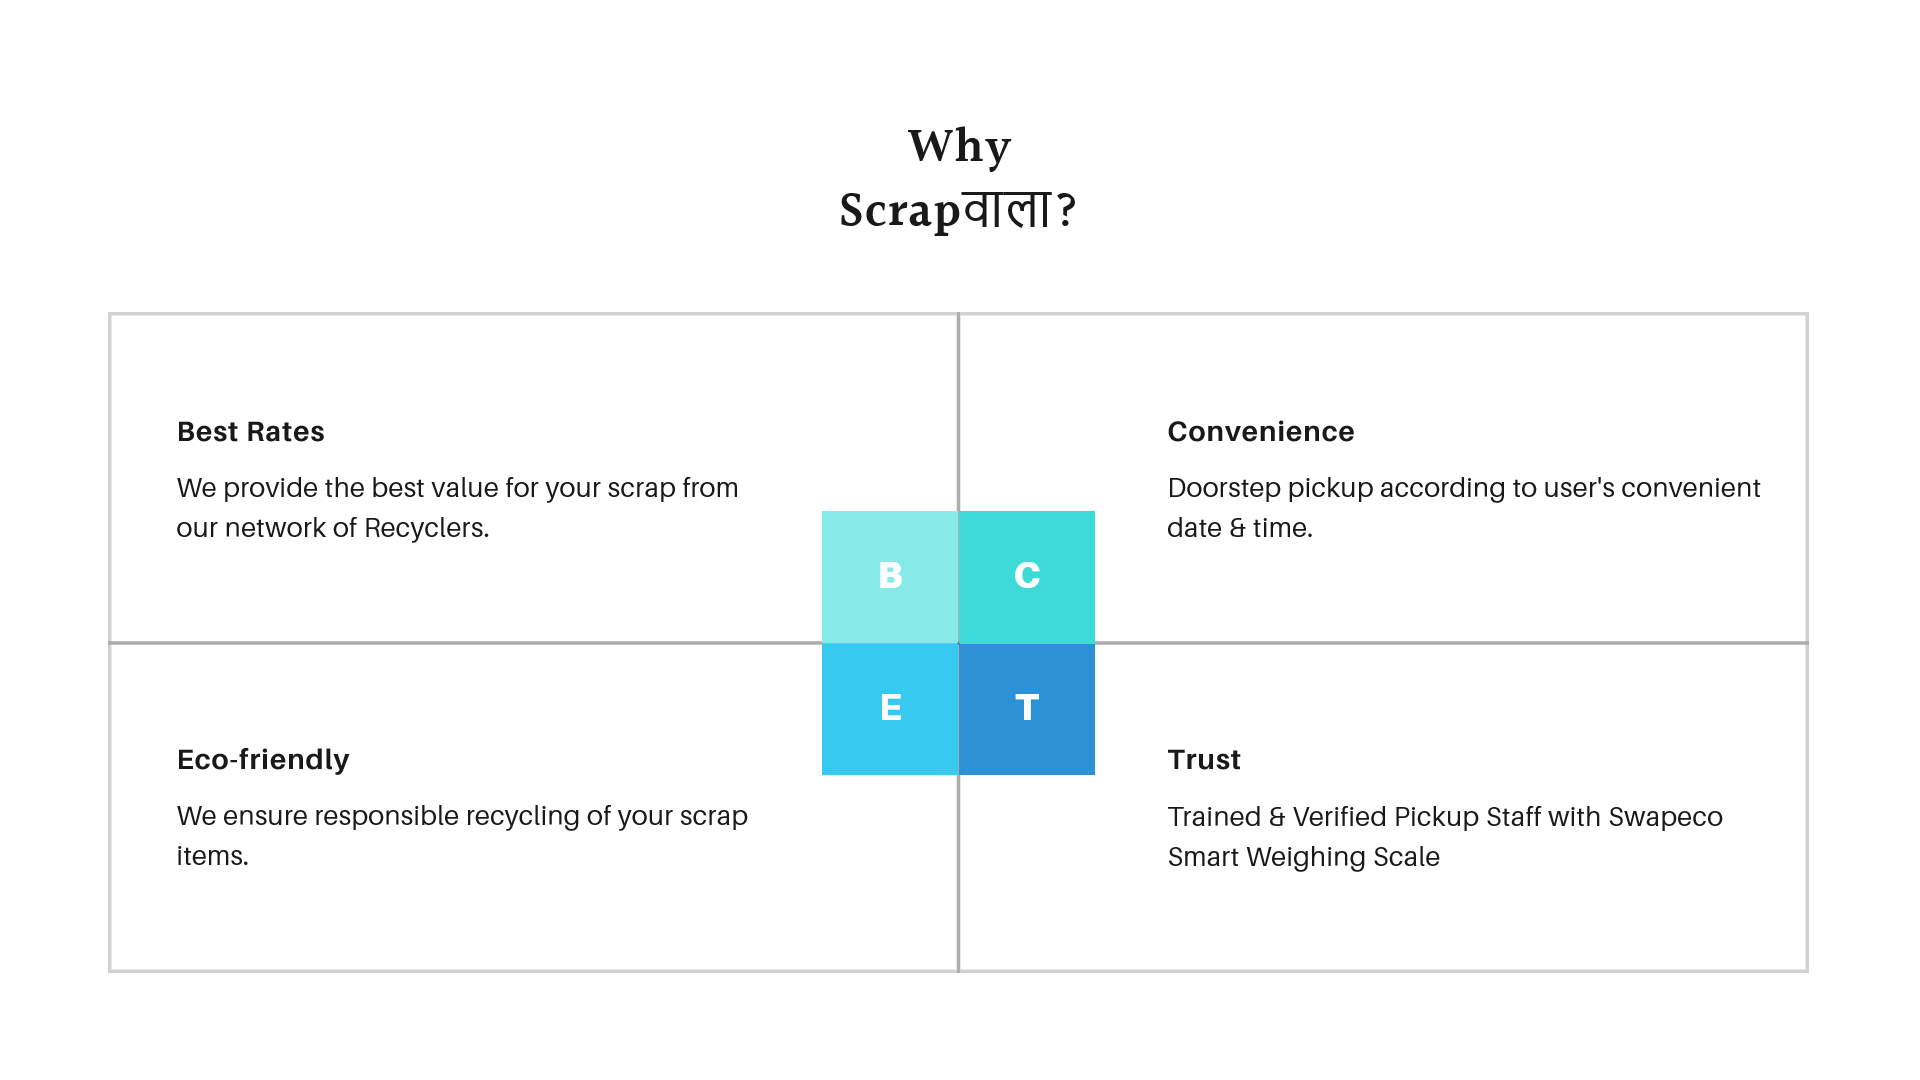 Why
Scrapवाला?
Best Rates
We provide the best value for your scrap from
our network of Recyclers.
Convenience
Doorstep pickup according to user's convenient
date & time.
B
C
E
T
Eco-friendly
We ensure responsible recycling of your scrap
items.
Trust
Trained & Verified Pickup Staff with Swapeco
Smart Weighing Scale